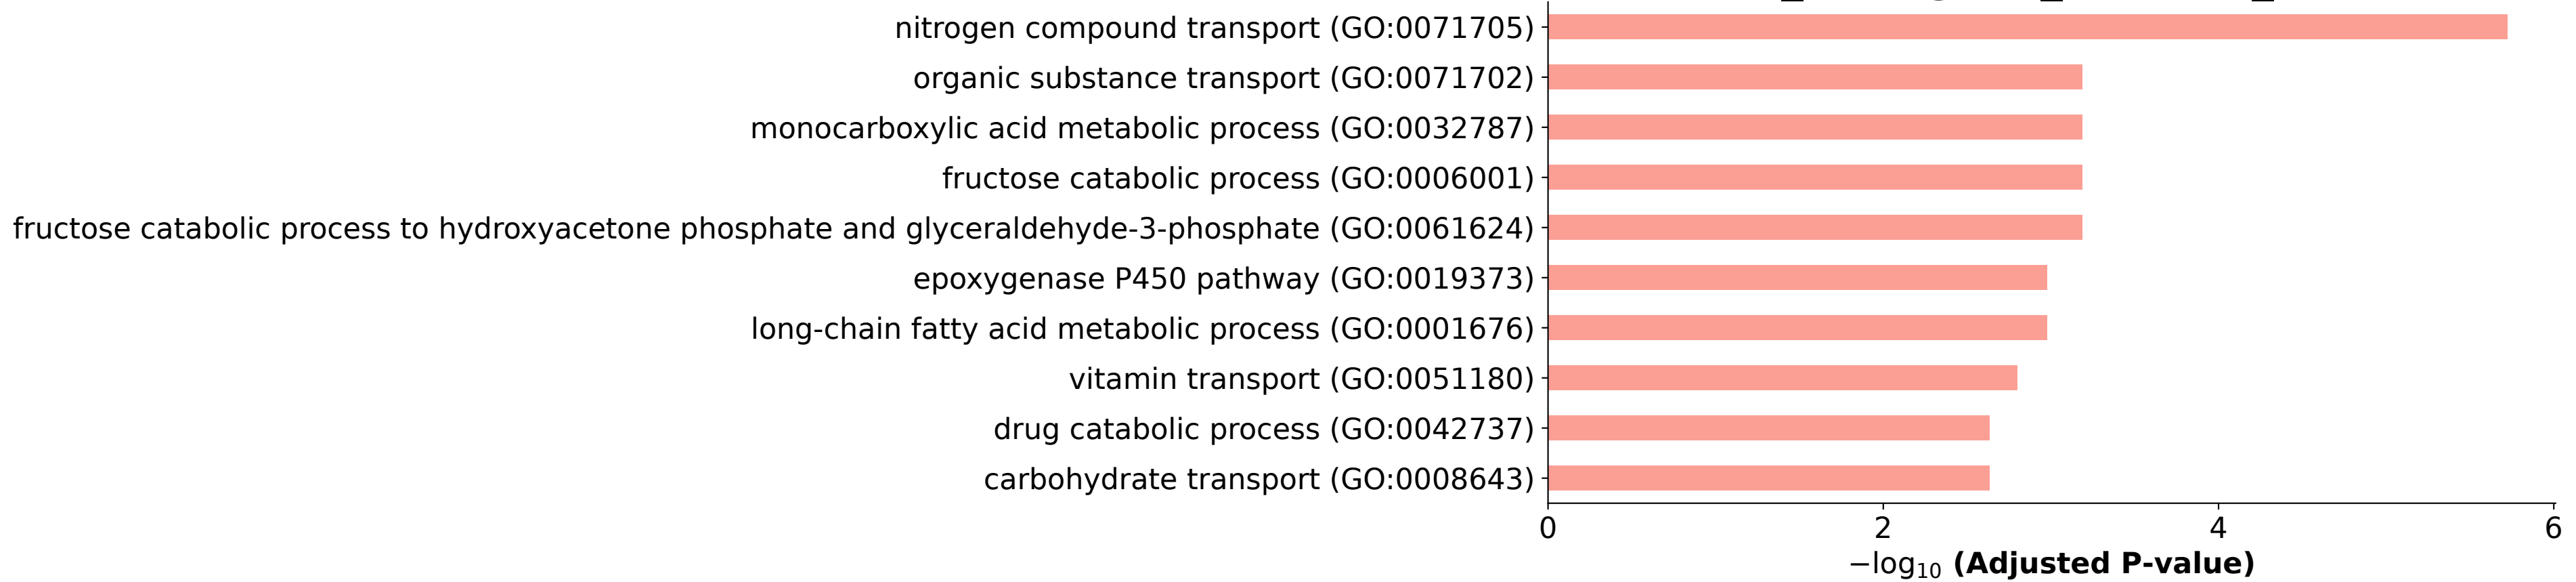 nitrogen compound transport (GO:0071705)
organic substance transport (GO:0071702)
monocarboxylic acid metabolic process (GO:0032787)
fructose catabolic process (GO:0006001)
fructose catabolic process to hydroxyacetone phosphate and glyceraldehyde-3-phosphate (GO:0061624)
epoxygenase P450 pathway (GO:0019373)
long-chain fatty acid metabolic process (GO:0001676)
vitamin transport (GO:0051180)
drug catabolic process (GO:0042737)
carbohydrate transport (GO:0008643)
0 2 4 6
−log₁₀ (Adjusted P-value)